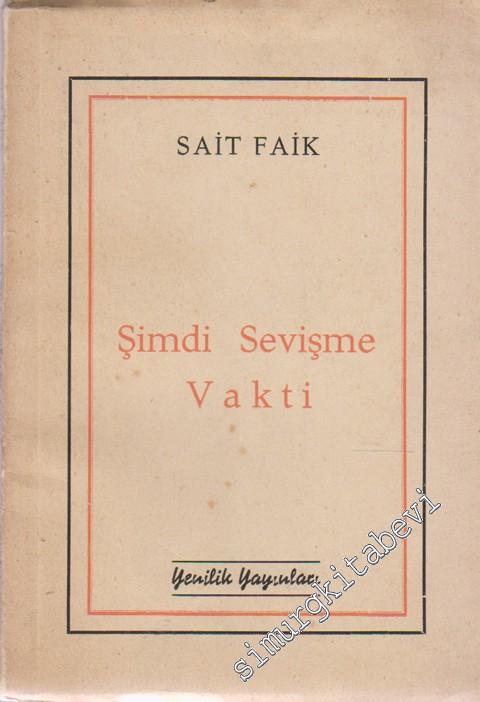 SAİT FAİK
Şimdi Sevişme
Vakti
Yenilik Yayınları
simurgkitabevi